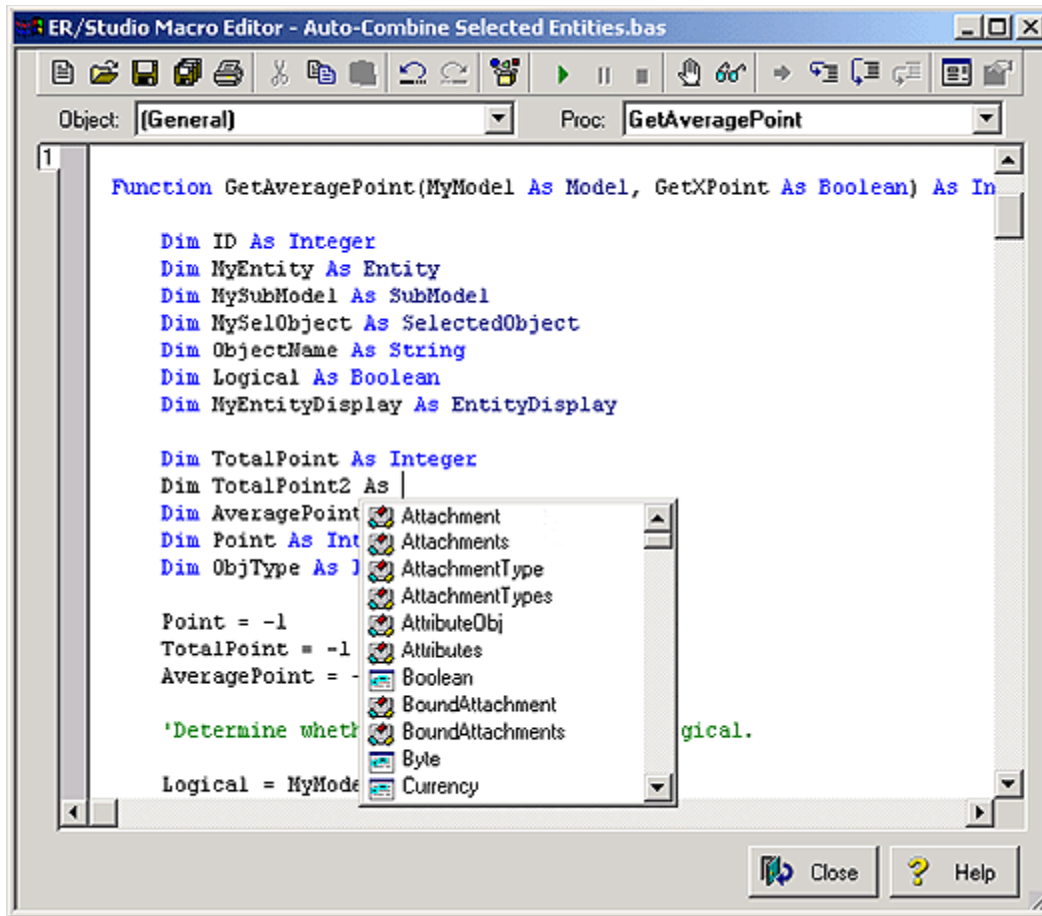 ER/Studio Macro Editor - Auto-Combine Selected Entities.bas
Object: (General) Proc: GetAveragePoint
1
Function GetAveragePoint(MyModel As Model, GetXPoint As Boolean) As In
Dim ID As Integer
Dim MyEntity As Entity
Dim MySubModel As SubModel
Dim MySelObject As SelectedObject
Dim ObjectName As String
Dim Logical As Boolean
Dim MyEntityDisplay As EntityDisplay
Dim TotalPoint As Integer
Dim TotalPoint2 As
Dim AveragePoint
Dim Point As Int
Dim ObjType As I
Point = -1
TotalPoint = -1
AveragePoint = -
'Determine wheth gical.
Logical = MyMode
Attachment
Attachments
AttachmentType
AttachmentTypes
AttributeObj
Attributes
Boolean
BoundAttachment
BoundAttachments
Byte
Currency
Close Help